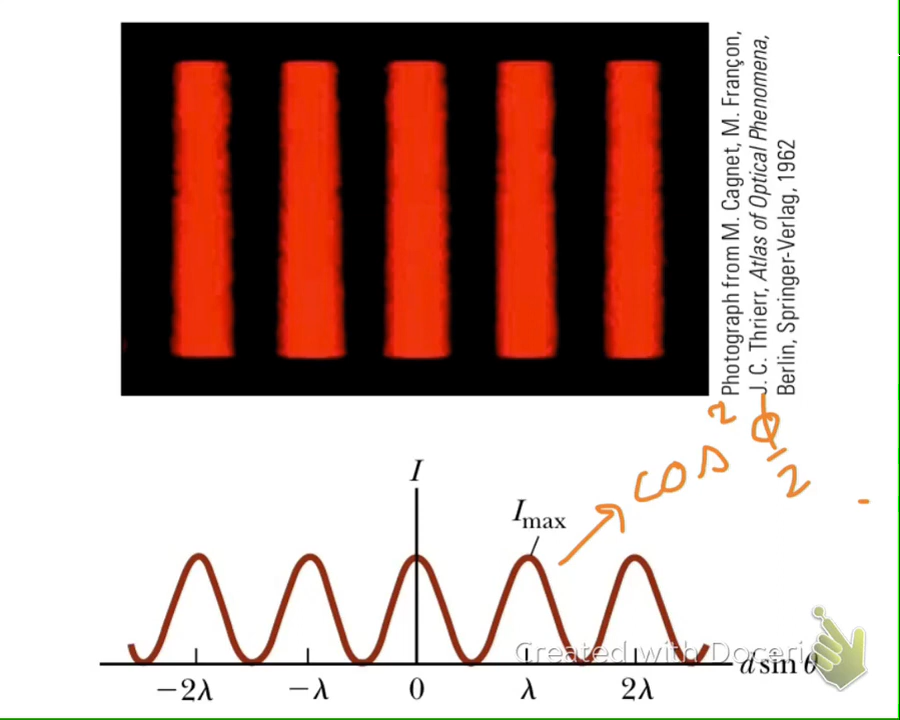 Photograph from M. Cagnet, M. Françon,
J. C. Thrierr, Atlas of Optical Phenomena,
Berlin, Springer-Verlag, 1962
cos² ϕ/2
I
Imax
Created with Doceri
d sin θ
−2λ −λ 0 λ 2λ